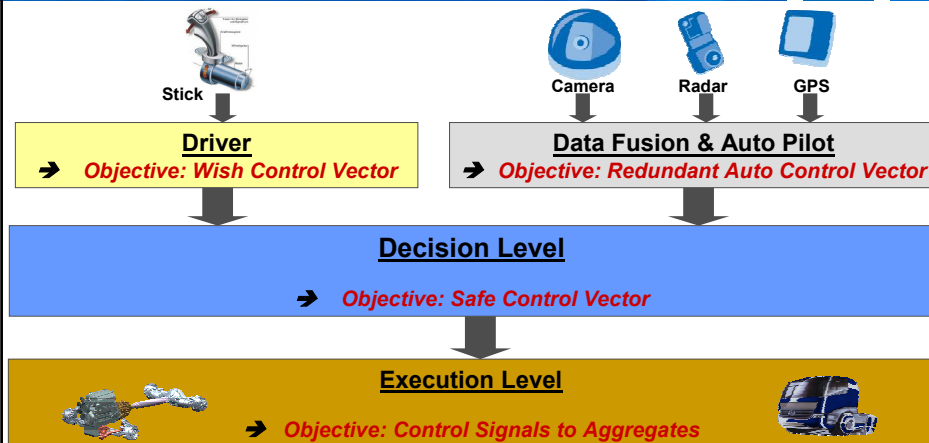 Stick
Camera
Radar
GPS
Driver
➔ Objective: Wish Control Vector
Data Fusion & Auto Pilot
➔ Objective: Redundant Auto Control Vector
Decision Level
➔ Objective: Safe Control Vector
Execution Level
➔ Objective: Control Signals to Aggregates